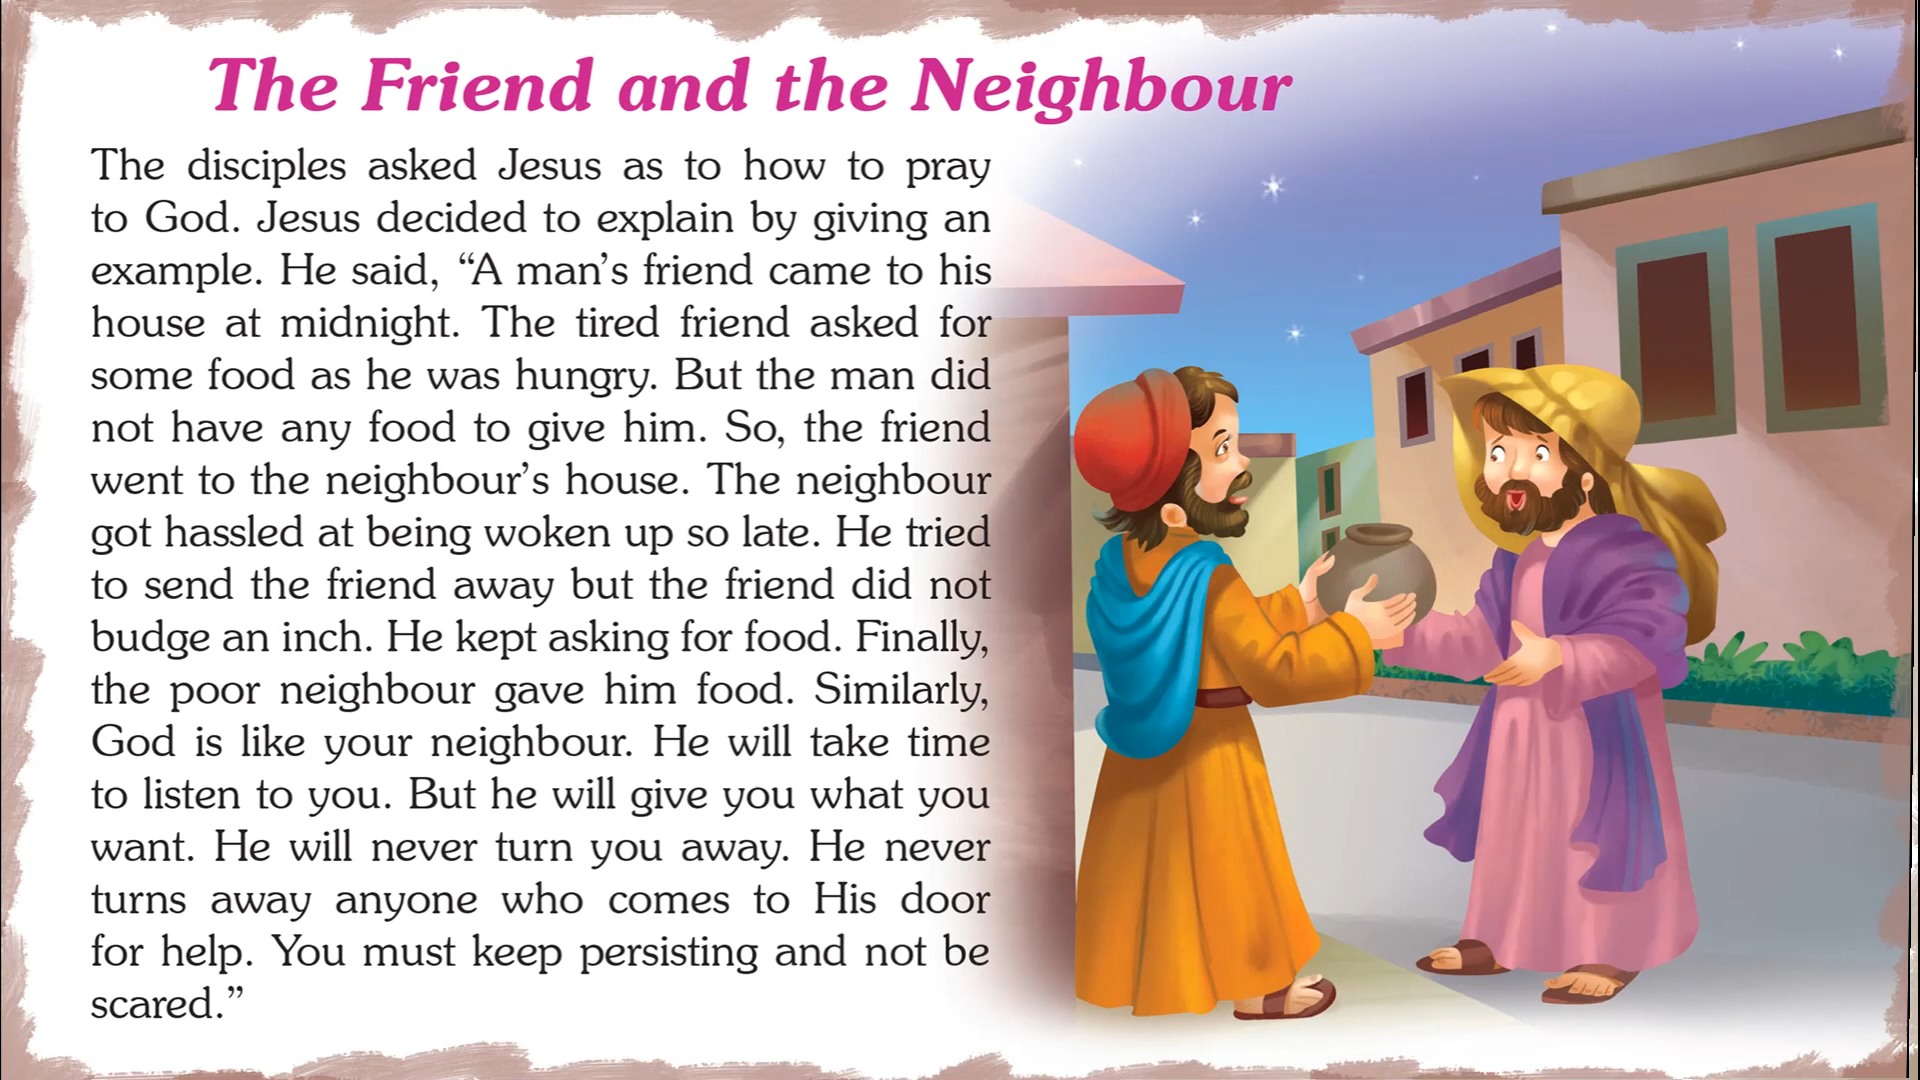 The Friend and the Neighbour
The disciples asked Jesus as to how to pray
to God. Jesus decided to explain by giving an
example. He said, “A man’s friend came to his
house at midnight. The tired friend asked for
some food as he was hungry. But the man did
not have any food to give him. So, the friend
went to the neighbour’s house. The neighbour
got hassled at being woken up so late. He tried
to send the friend away but the friend did not
budge an inch. He kept asking for food. Finally,
the poor neighbour gave him food. Similarly,
God is like your neighbour. He will take time
to listen to you. But he will give you what you
want. He will never turn you away. He never
turns away anyone who comes to His door
for help. You must keep persisting and not be
scared.”